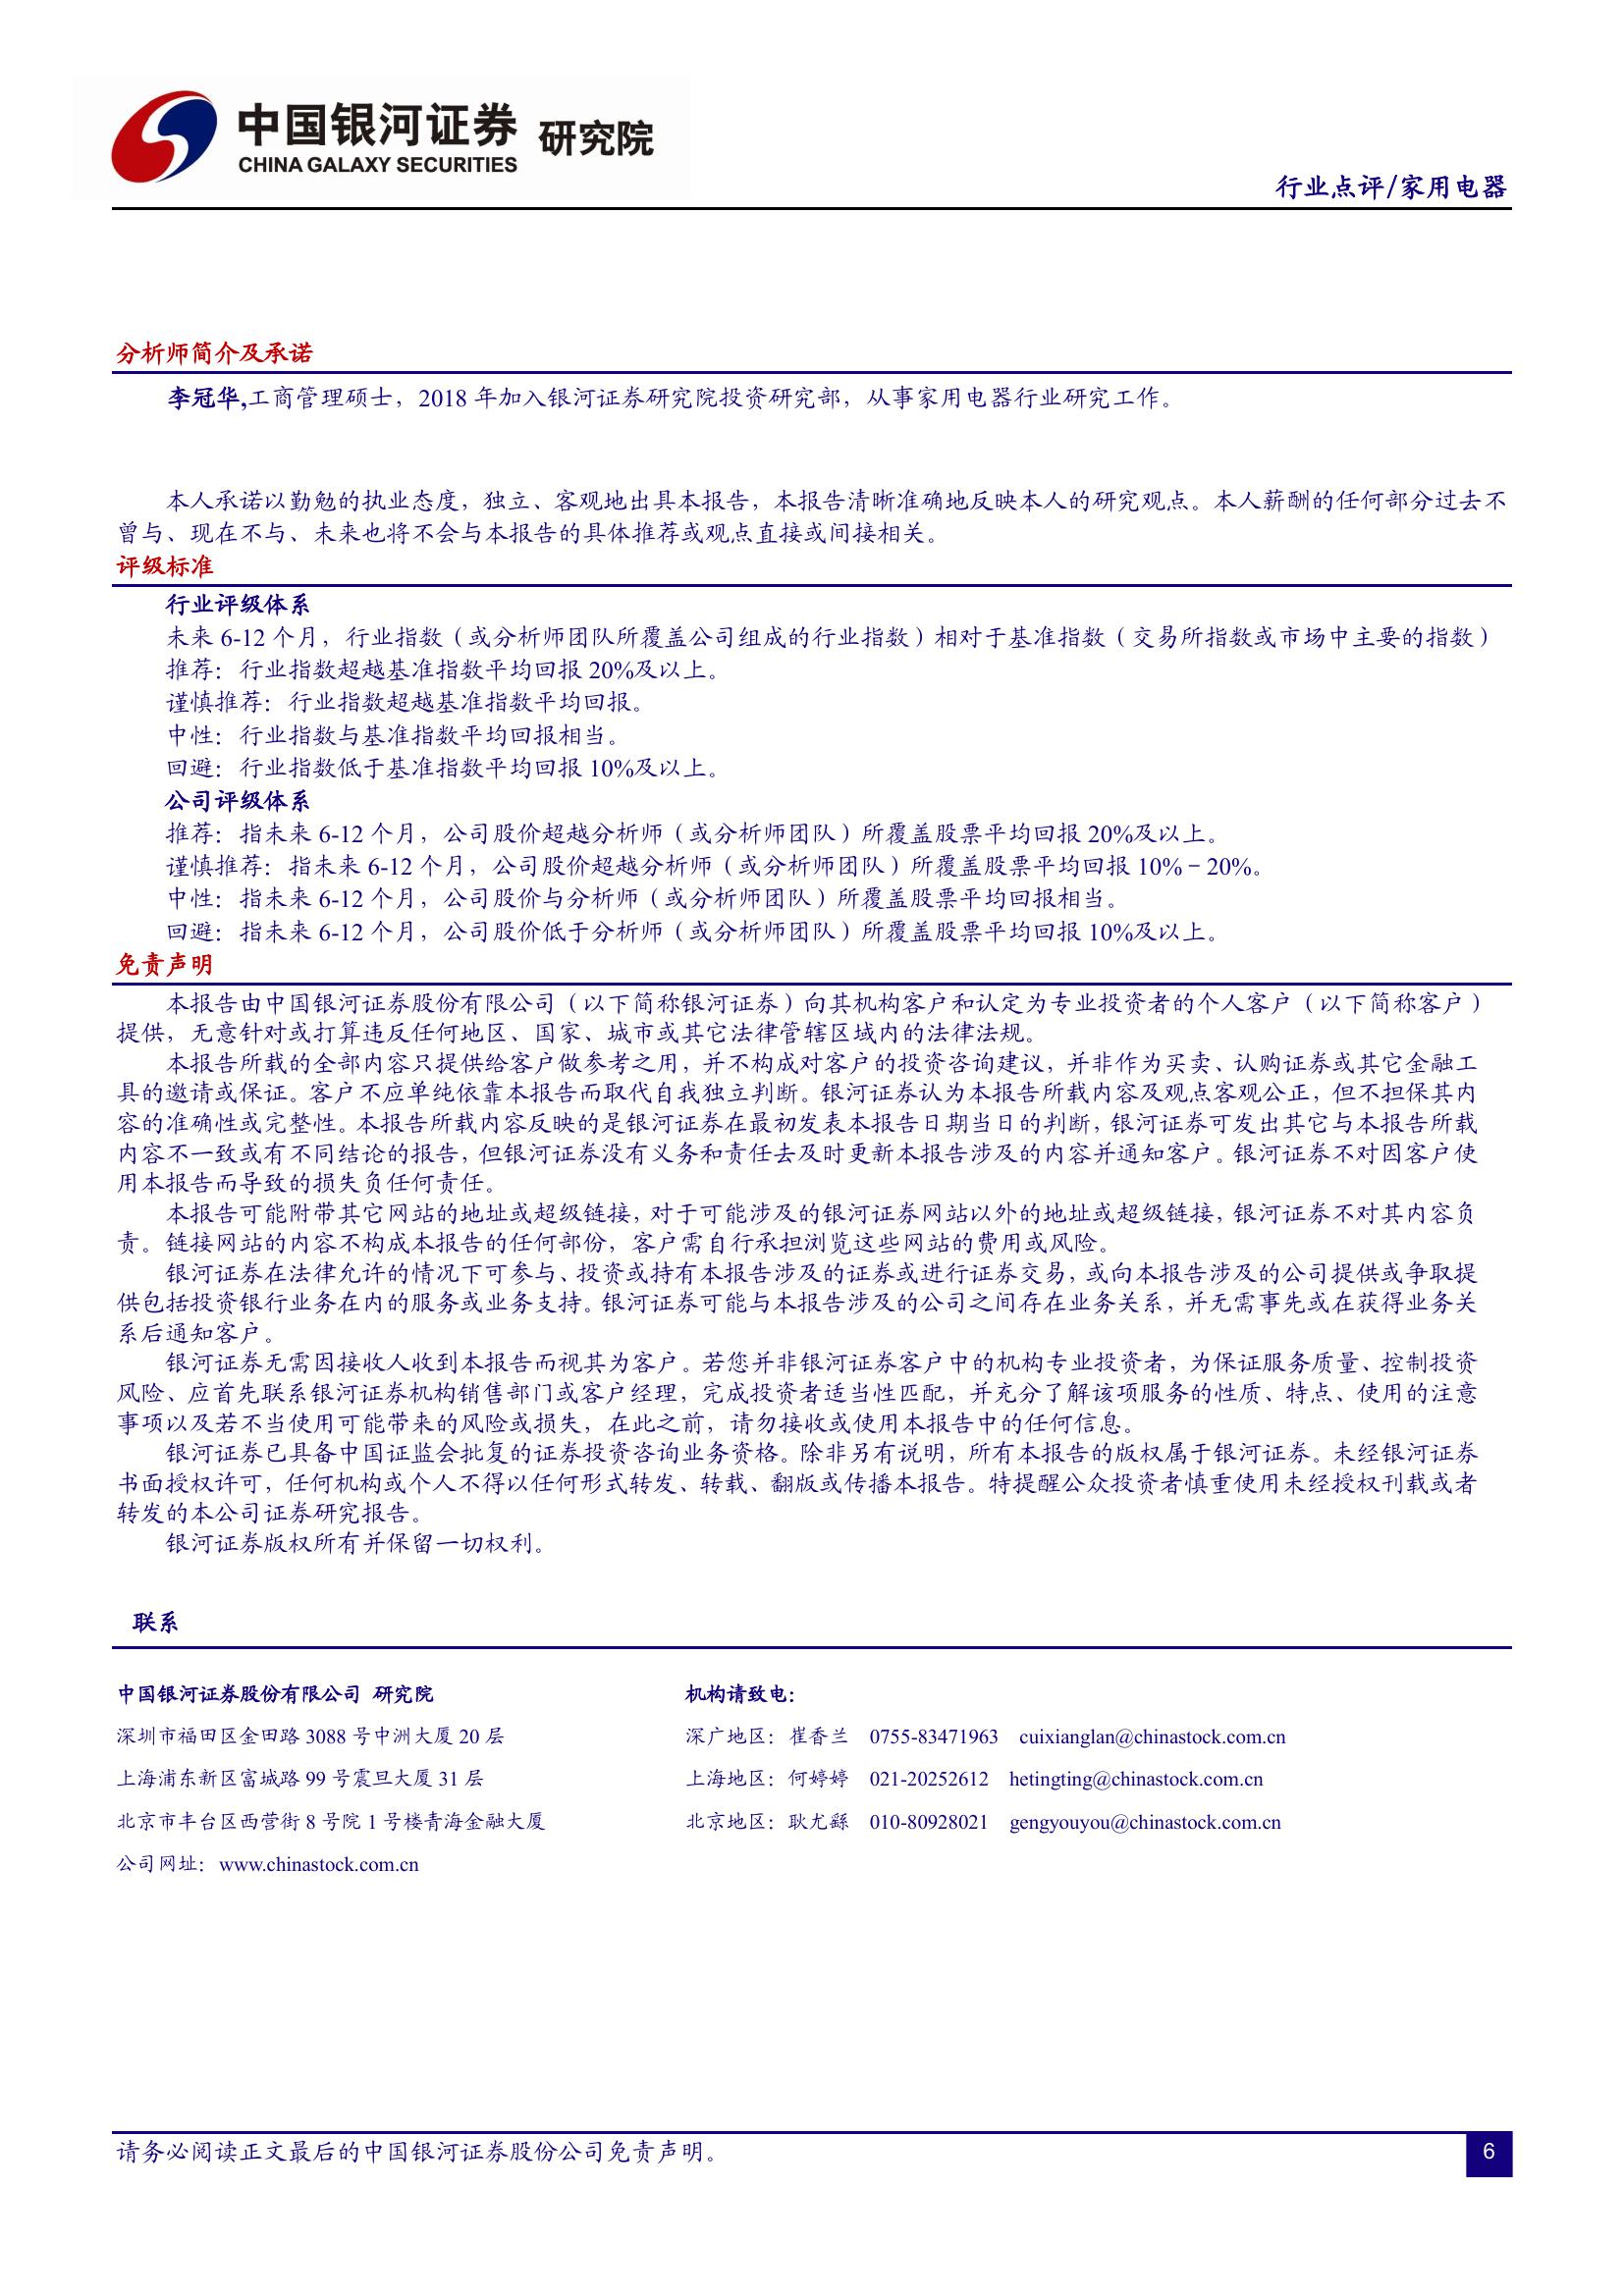 中国银河证券 研究院
CHINA GALAXY SECURITIES
行业点评/家用电器
分析师简介及承诺
李冠华,工商管理硕士，2018 年加入银河证券研究院投资研究部，从事家用电器行业研究工作。
本人承诺以勤勉的执业态度，独立、客观地出具本报告，本报告清晰准确地反映本人的研究观点。本人薪酬的任何部分过去不
曾与、现在不与、未来也将不会与本报告的具体推荐或观点直接或间接相关。
评级标准
行业评级体系
未来 6-12 个月，行业指数（或分析师团队所覆盖公司组成的行业指数）相对于基准指数（交易所指数或市场中主要的指数）
推荐：行业指数超越基准指数平均回报 20%及以上。
谨慎推荐：行业指数超越基准指数平均回报。
中性：行业指数与基准指数平均回报相当。
回避：行业指数低于基准指数平均回报 10%及以上。
公司评级体系
推荐：指未来 6-12 个月，公司股价超越分析师（或分析师团队）所覆盖股票平均回报 20%及以上。
谨慎推荐：指未来 6-12 个月，公司股价超越分析师（或分析师团队）所覆盖股票平均回报 10%－20%。
中性：指未来 6-12 个月，公司股价与分析师（或分析师团队）所覆盖股票平均回报相当。
回避：指未来 6-12 个月，公司股价低于分析师（或分析师团队）所覆盖股票平均回报 10%及以上。
免责声明
本报告由中国银河证券股份有限公司（以下简称银河证券）向其机构客户和认定为专业投资者的个人客户（以下简称客户）
提供，无意针对或打算违反任何地区、国家、城市或其它法律管辖区域内的法律法规。
本报告所载的全部内容只提供给客户做参考之用，并不构成对客户的投资咨询建议，并非作为买卖、认购证券或其它金融工
具的邀请或保证。客户不应单纯依靠本报告而取代自我独立判断。银河证券认为本报告所载内容及观点客观公正，但不担保其内
容的准确性或完整性。本报告所载内容反映的是银河证券在最初发表本报告日期当日的判断，银河证券可发出其它与本报告所载
内容不一致或有不同结论的报告，但银河证券没有义务和责任去及时更新本报告涉及的内容并通知客户。银河证券不对因客户使
用本报告而导致的损失负任何责任。
本报告可能附带其它网站的地址或超级链接，对于可能涉及的银河证券网站以外的地址或超级链接，银河证券不对其内容负
责。链接网站的内容不构成本报告的任何部份，客户需自行承担浏览这些网站的费用或风险。
银河证券在法律允许的情况下可参与、投资或持有本报告涉及的证券或进行证券交易，或向本报告涉及的公司提供或争取提
供包括投资银行业务在内的服务或业务支持。银河证券可能与本报告涉及的公司之间存在业务关系，并无需事先或在获得业务关
系后通知客户。
银河证券无需因接收人收到本报告而视其为客户。若您并非银河证券客户中的机构专业投资者，为保证服务质量、控制投资
风险、应首先联系银河证券机构销售部门或客户经理，完成投资者适当性匹配，并充分了解该项服务的性质、特点、使用的注意
事项以及若不当使用可能带来的风险或损失，在此之前，请勿接收或使用本报告中的任何信息。
银河证券已具备中国证监会批复的证券投资咨询业务资格。除非另有说明，所有本报告的版权属于银河证券。未经银河证券
书面授权许可，任何机构或个人不得以任何形式转发、转载、翻版或传播本报告。特提醒公众投资者慎重使用未经授权刊载或者
转发的本公司证券研究报告。
银河证券版权所有并保留一切权利。
联系
中国银河证券股份有限公司 研究院 机构请致电：
深圳市福田区金田路 3088 号中洲大厦 20 层 深广地区：崔香兰 0755-83471963 cuixianglan@chinastock.com.cn
上海浦东新区富城路 99 号震旦大厦 31 层 上海地区：何婷婷 021-20252612 hetingting@chinastock.com.cn
北京市丰台区西营街 8 号院 1 号楼青海金融大厦 北京地区：耿尤繇 010-80928021 gengyouyou@chinastock.com.cn
公司网址：www.chinastock.com.cn
请务必阅读正文最后的中国银河证券股份公司免责声明。
6